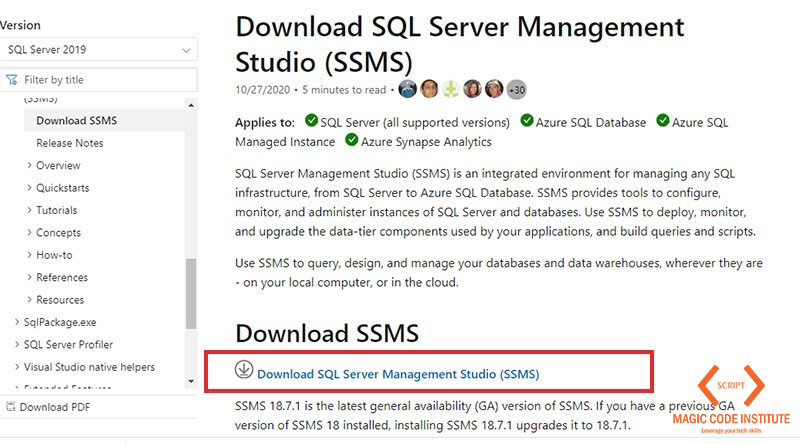 Version
SQL Server 2019
Filter by title
(SSMS)
Download SSMS
Release Notes
Overview
Quickstarts
Tutorials
Concepts
How-to
References
Resources
SqlPackage.exe
SQL Server Profiler
Visual Studio native helpers
Extended Features
Download PDF
Download SQL Server Management
Studio (SSMS)
10/27/2020 • 5 minutes to read • +30
Applies to: SQL Server (all supported versions) Azure SQL Database Azure SQL
Managed Instance Azure Synapse Analytics
SQL Server Management Studio (SSMS) is an integrated environment for managing any SQL
infrastructure, from SQL Server to Azure SQL Database. SSMS provides tools to configure,
monitor, and administer instances of SQL Server and databases. Use SSMS to deploy, monitor,
and upgrade the data-tier components used by your applications, and build queries and scripts.
Use SSMS to query, design, and manage your databases and data warehouses, wherever they are
- on your local computer, or in the cloud.
Download SSMS
Download SQL Server Management Studio (SSMS)
SSMS 18.7.1 is the latest general availability (GA) version of SSMS. If you have a previous GA
version of SSMS 18 installed, installing SSMS 18.7.1 upgrades it to 18.7.1.
SCRIPT
MAGIC CODE INSTITUTE
Leverage your tech skills